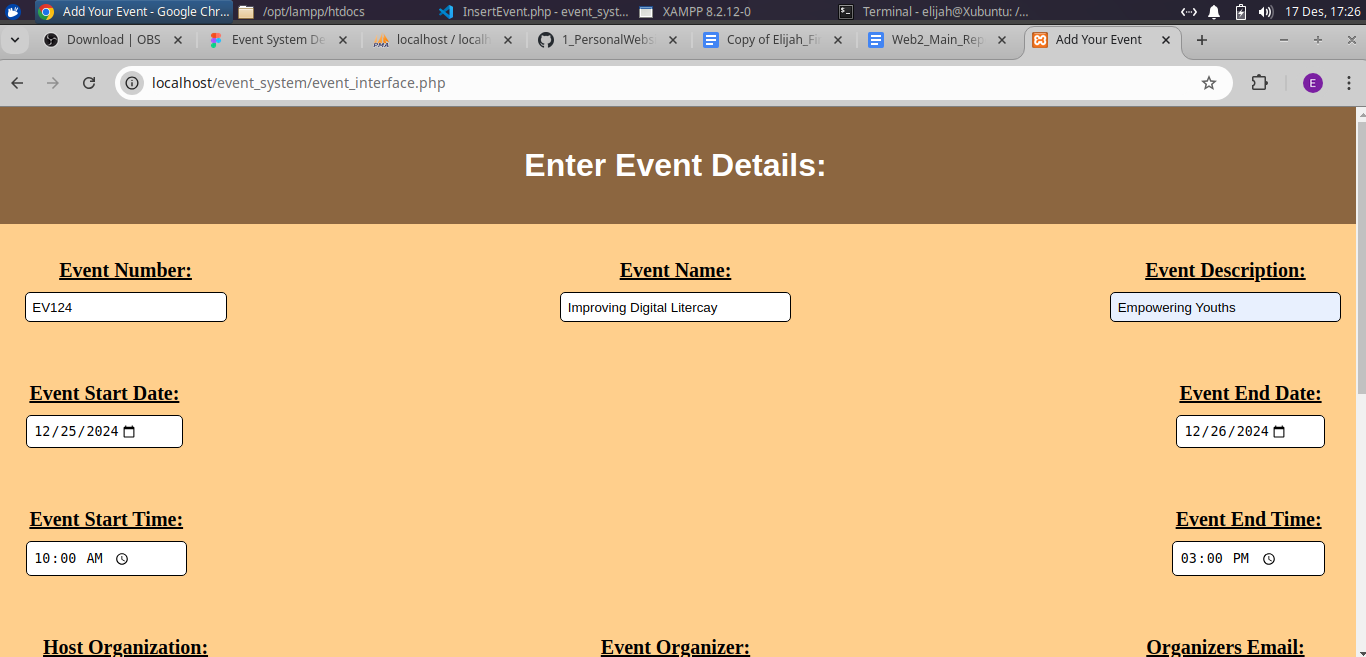 Add Your Event - Google Chr... /opt/lampp/htdocs InsertEvent.php - event_syst... XAMPP 8.2.12-0 Terminal - elijah@Xubuntu: /... 17 Des, 17:26
Download | OBS Event System De localhost / localh 1_PersonalWebs Copy of Elijah_Fi Web2_Main_Rep Add Your Event
localhost/event_system/event_interface.php E
Enter Event Details:
Event Number: Event Name: Event Description:
EV124 Improving Digital Litercay Empowering Youths
Event Start Date: Event End Date:
12/25/2024 12/26/2024
Event Start Time: Event End Time:
10:00 AM 03:00 PM
Host Organization: Event Organizer: Organizers Email: